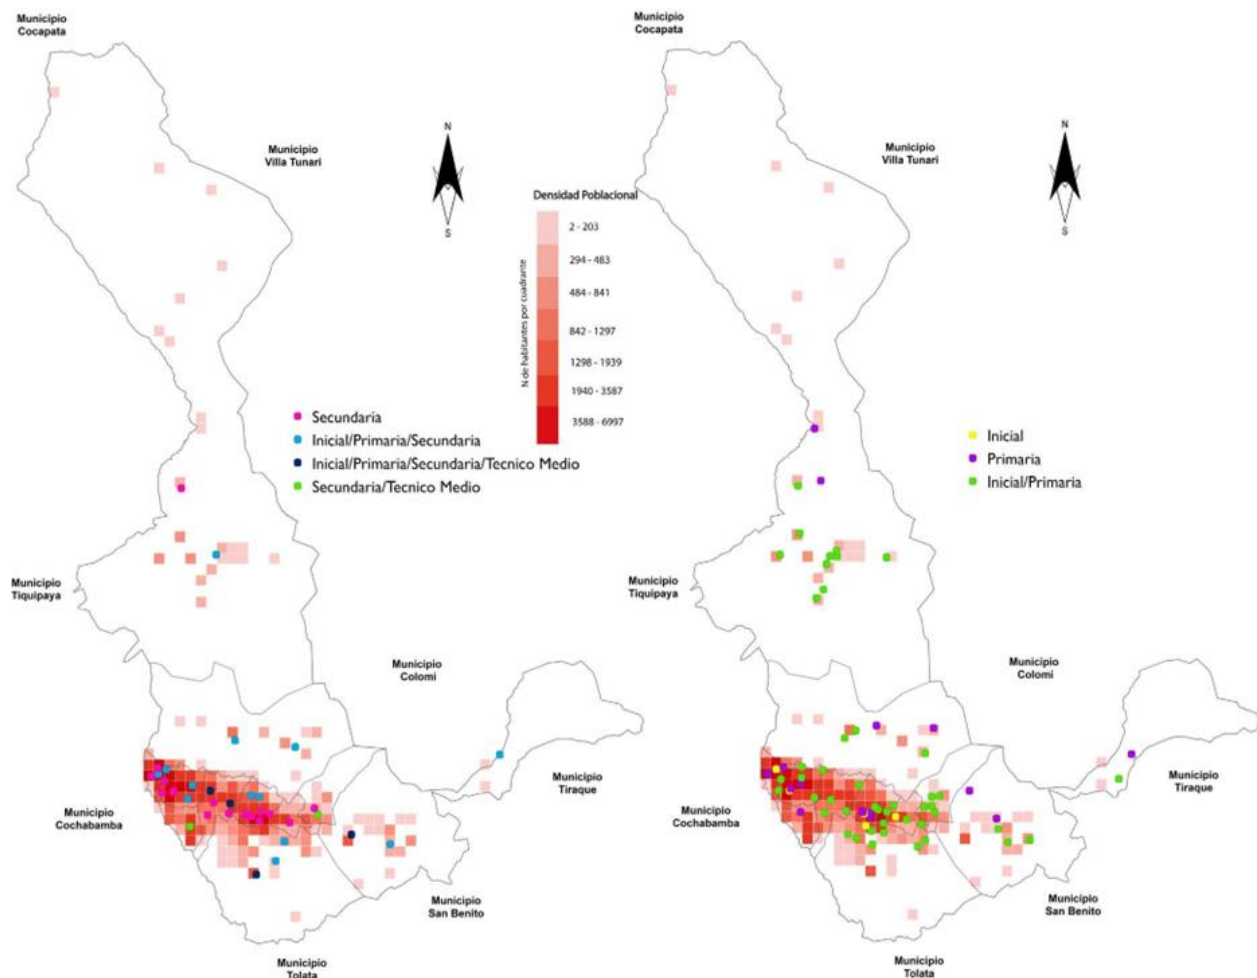 Municipio
Cocapata
Municipio
Villa Tunari
N
S
Densidad Poblacional
N de habitantes por cuadrante
2 - 203
294 - 483
484 - 841
842 - 1297
1298 - 1939
1940 - 3587
3588 - 6997
Secundaria
Inicial/Primaria/Secundaria
Inicial/Primaria/Secundaria/Tecnico Medio
Secundaria/Tecnico Medio
Municipio
Tiquipaya
Municipio
Colomi
Municipio
Tiraque
Municipio
Cochabamba
Municipio
San Benito
Municipio
Tolata
Municipio
Cocapata
Municipio
Villa Tunari
N
S
Inicial
Primaria
Inicial/Primaria
Municipio
Tiquipaya
Municipio
Colomi
Municipio
Tiraque
Municipio
Cochabamba
Municipio
San Benito
Municipio
Tolata